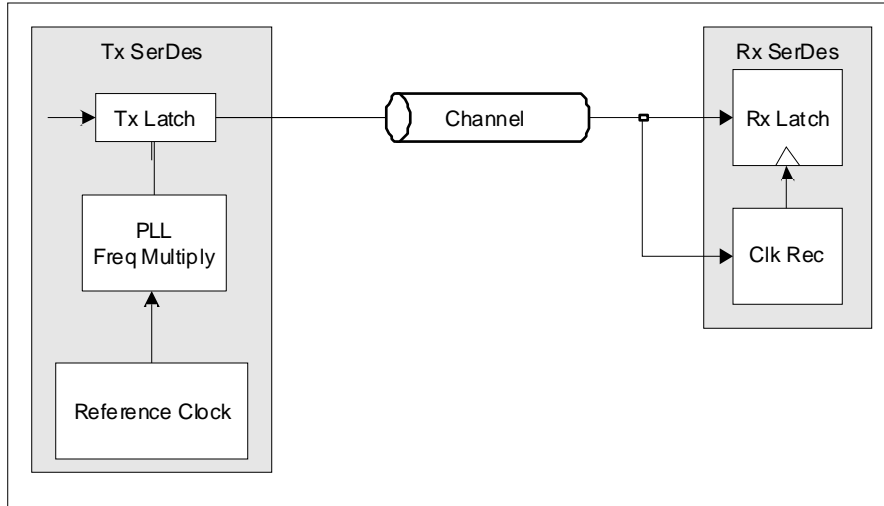 Tx SerDes
Tx Latch
PLL
Freq Multiply
Reference Clock
Channel
Rx SerDes
Rx Latch
Clk Rec